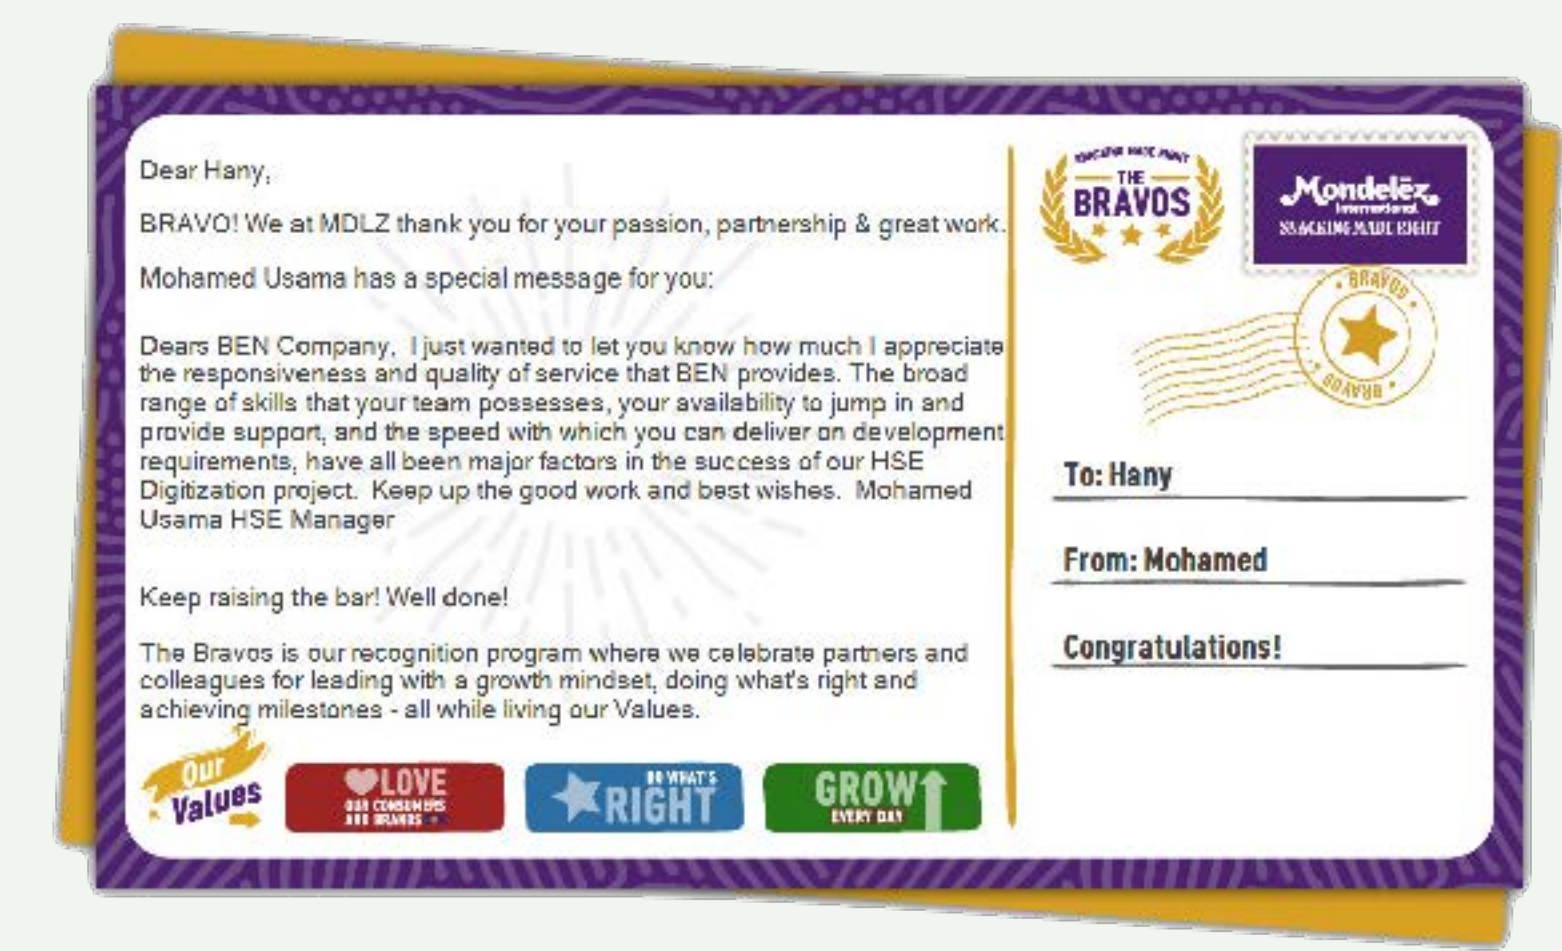 Dear Hany,
BRAVO! We at MDLZ thank you for your passion, partnership & great work.
Mohamed Usama has a special message for you:
Dears BEN Company,  I just wanted to let you know how much I appreciate
the responsiveness and quality of service that BEN provides. The broad
range of skills that your team possesses, your availability to jump in and
provide support, and the speed with which you can deliver on development
requirements, have all been major factors in the success of our HSE
Digitization project.  Keep up the good work and best wishes.  Mohamed
Usama HSE Manager
Keep raising the bar! Well done!
The Bravos is our recognition program where we celebrate partners and
colleagues for leading with a growth mindset, doing what's right and
achieving milestones - all while living our Values.
Our
Values
LOVE
OUR CONSUMERS
AND BRANDS
DO WHAT'S
RIGHT
GROW
EVERY DAY
MADE RIGHT
THE
BRAVOS
Mondelēz
International
SNACKING MADE RIGHT
BRAVOS
BRAVOS
To: Hany
From: Mohamed
Congratulations!